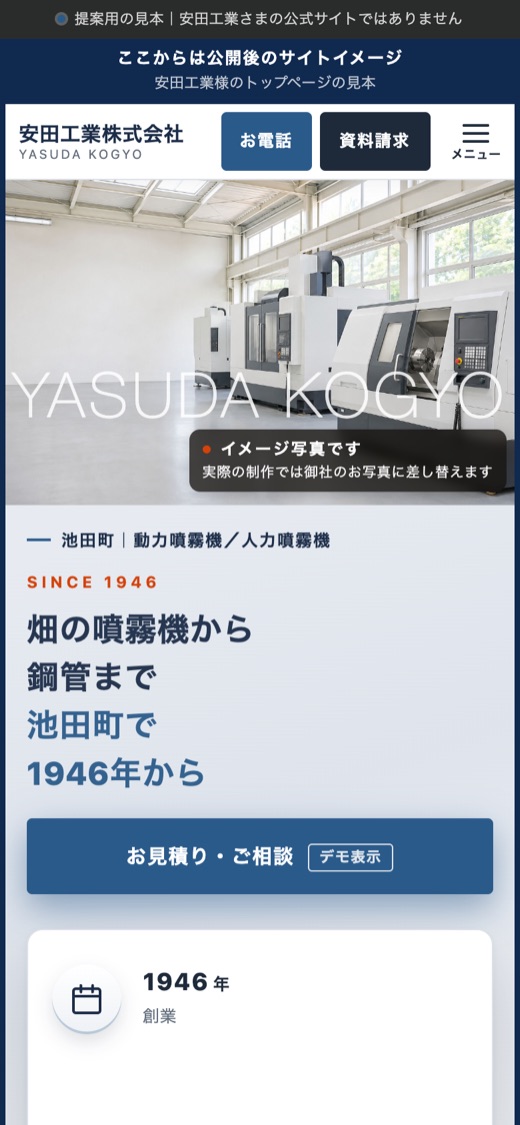 提案用の見本｜安田工業さまの公式サイトではありません
ここからは公開後のサイトイメージ
安田工業様のトップページの見本
安田工業株式会社
YASUDA KOGYO
お電話
資料請求
メニュー
YASUDA KOGYO
イメージ写真です
実際の制作では御社のお写真に差し替えます
池田町｜動力噴霧機／人力噴霧機
SINCE 1946
畑の噴霧機から
鋼管まで
池田町で
1946年から
お見積り・ご相談 デモ表示
1946 年
創業